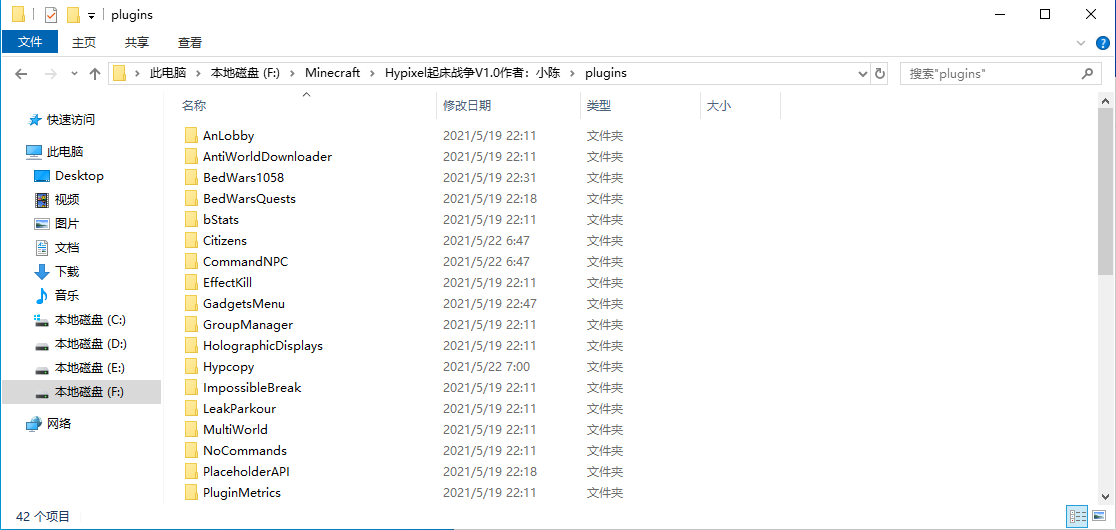 plugins
文件 主页 共享 查看
此电脑 本地磁盘 (F:) Minecraft Hypixel起床战争V1.0作者：小陈 plugins 搜索"plugins"
名称 修改日期 类型 大小
快速访问
此电脑
Desktop
视频
图片
文档
下载
音乐
本地磁盘 (C:)
本地磁盘 (D:)
本地磁盘 (E:)
本地磁盘 (F:)
网络
AnLobby 2021/5/19 22:11 文件夹
AntiWorldDownloader 2021/5/19 22:11 文件夹
BedWars1058 2021/5/19 22:31 文件夹
BedWarsQuests 2021/5/19 22:18 文件夹
bStats 2021/5/19 22:11 文件夹
Citizens 2021/5/22 6:47 文件夹
CommandNPC 2021/5/22 6:47 文件夹
EffectKill 2021/5/19 22:11 文件夹
GadgetsMenu 2021/5/19 22:47 文件夹
GroupManager 2021/5/19 22:11 文件夹
HolographicDisplays 2021/5/19 22:11 文件夹
Hypcopy 2021/5/22 7:00 文件夹
ImpossibleBreak 2021/5/19 22:11 文件夹
LeakParkour 2021/5/19 22:11 文件夹
MultiWorld 2021/5/19 22:11 文件夹
NoCommands 2021/5/19 22:11 文件夹
PlaceholderAPI 2021/5/19 22:18 文件夹
PluginMetrics 2021/5/19 22:11 文件夹
42 个项目